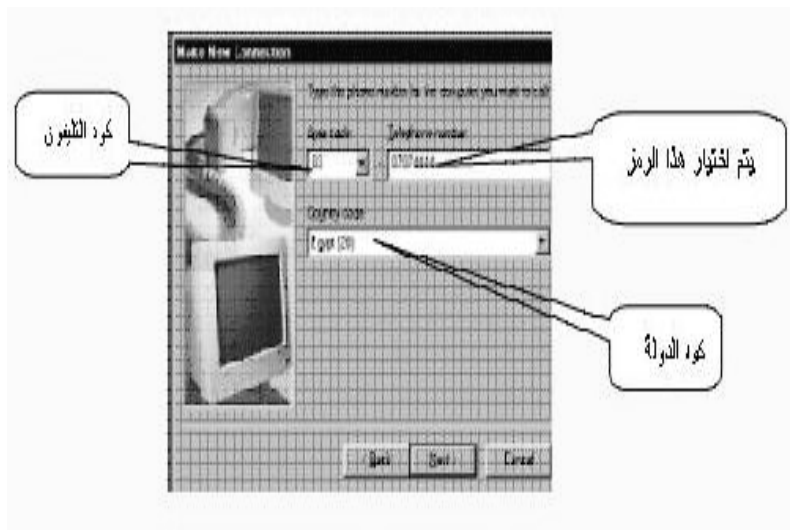 Make New Connection
Type the phone number for the computer you want to call:
Area code
Telephone number
كود التليفون
0707
يتم اختيار هذا الرمز
Country code
Egypt (20)
كود الدولة
< Back
Next >
Cancel